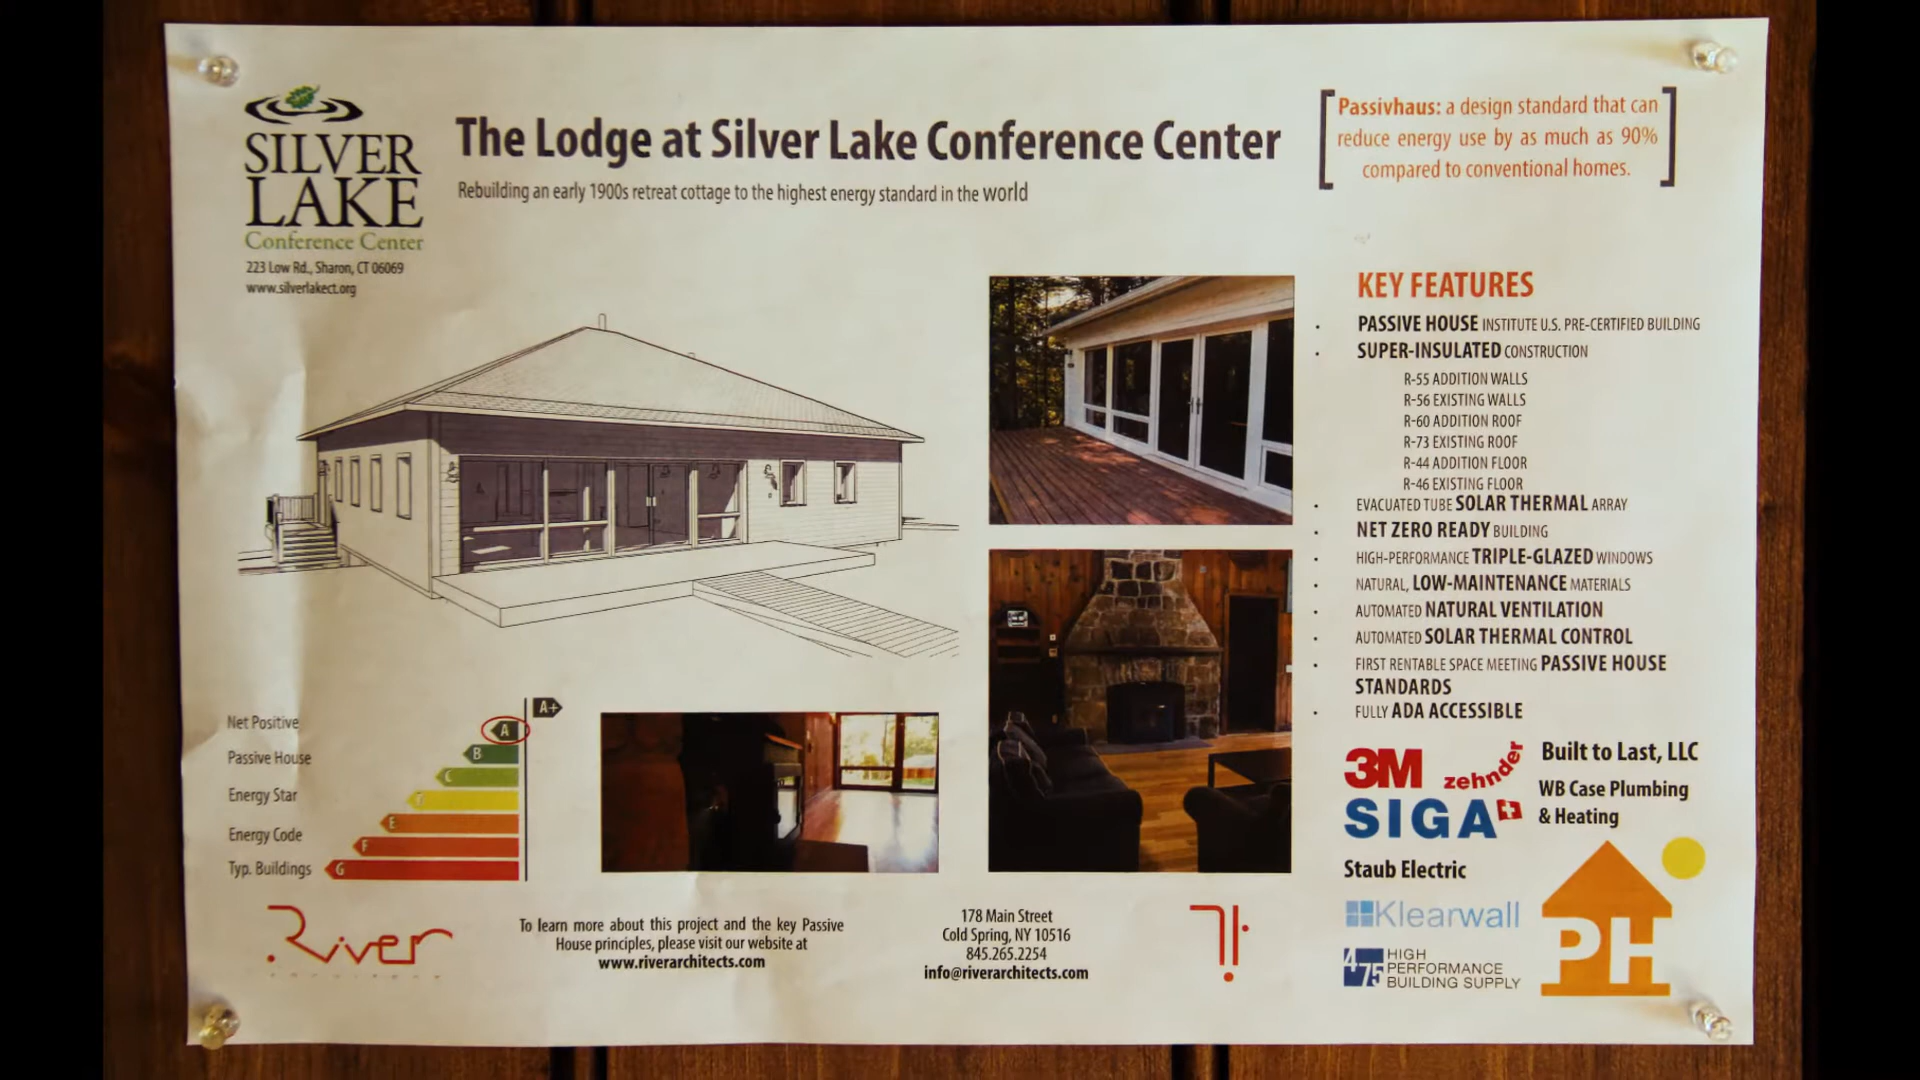 SILVER
LAKE
Conference Center
223 Low Rd., Sharon, CT 06069
www.silverlakect.org
The Lodge at Silver Lake Conference Center
Rebuilding an early 1900s retreat cottage to the highest energy standard in the world
Passivhaus: a design standard that can
reduce energy use by as much as 90%
compared to conventional homes.
KEY FEATURES
· PASSIVE HOUSE INSTITUTE U.S. PRE-CERTIFIED BUILDING
· SUPER-INSULATED CONSTRUCTION
R-55 ADDITION WALLS
R-56 EXISTING WALLS
R-60 ADDITION ROOF
R-73 EXISTING ROOF
R-44 ADDITION FLOOR
R-46 EXISTING FLOOR
· EVACUATED TUBE SOLAR THERMAL ARRAY
· NET ZERO READY BUILDING
· HIGH-PERFORMANCE TRIPLE-GLAZED WINDOWS
· NATURAL, LOW-MAINTENANCE MATERIALS
· AUTOMATED NATURAL VENTILATION
· AUTOMATED SOLAR THERMAL CONTROL
· FIRST RENTABLE SPACE MEETING PASSIVE HOUSE
STANDARDS
· FULLY ADA ACCESSIBLE
A+
Net Positive A
Passive House B
C
Energy Star
E
Energy Code F
Typ. Buildings G
3M zehnder
SIGA
Built to Last, LLC
WB Case Plumbing
& Heating
Staub Electric
Klearwall
475 HIGH
PERFORMANCE
BUILDING SUPPLY
PH
River
To learn more about this project and the key Passive
House principles, please visit our website at
www.riverarchitects.com
178 Main Street
Cold Spring, NY 10516
845.265.2254
info@riverarchitects.com